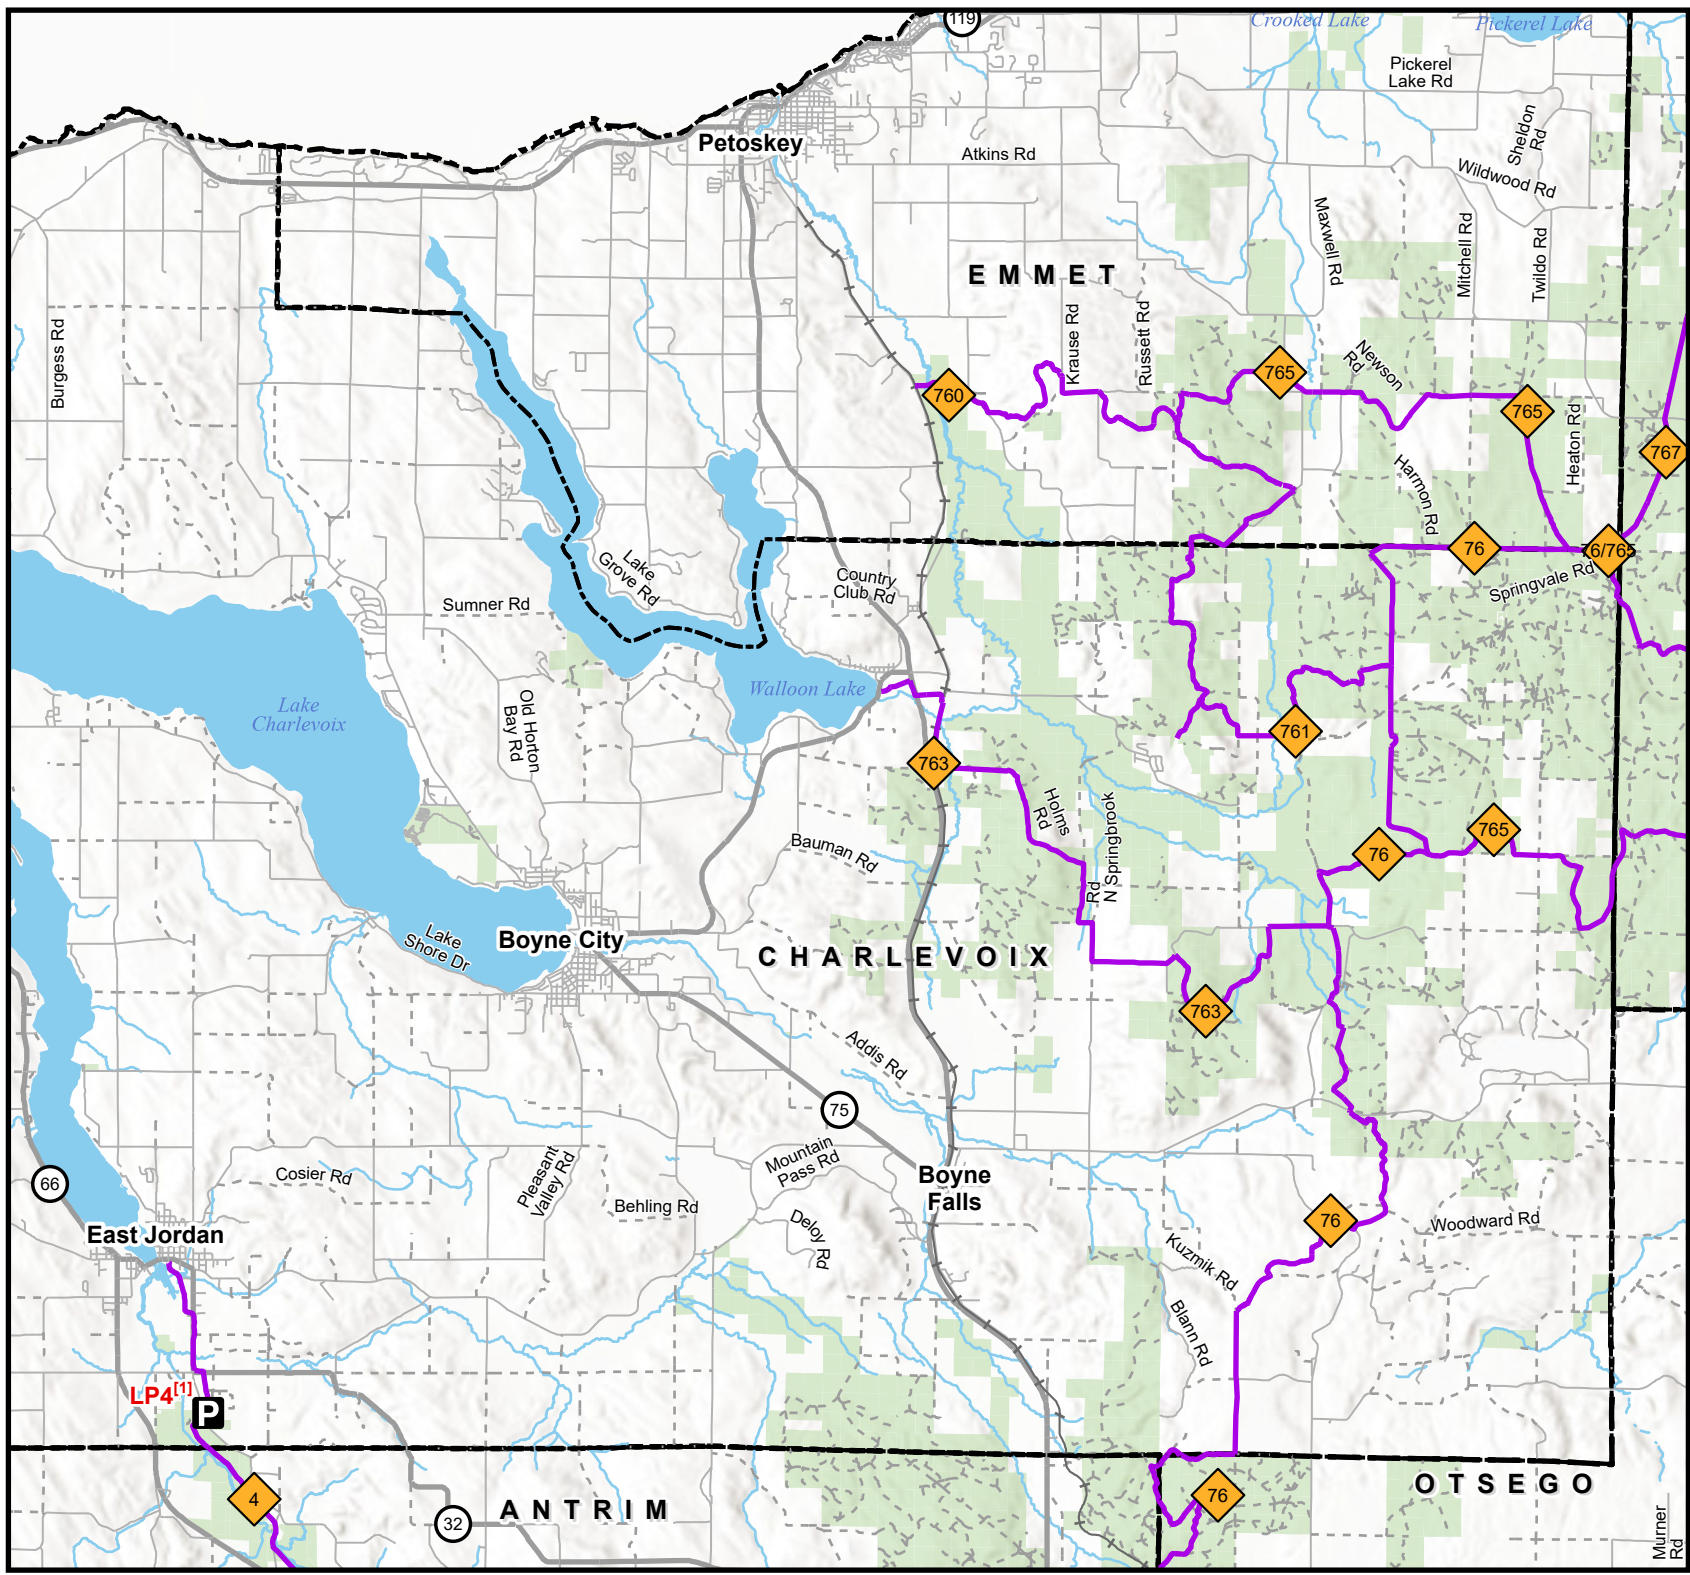 119
Crooked Lake
Pickerel Lake
Pickerel
Lake Rd
Petoskey
Atkins Rd
Sheldon
Rd
Wildwood Rd
Maxwell Rd
Mitchell Rd
Twildo Rd
EMMET
Burgess Rd
Krause Rd
Russett Rd
765
Newson
Rd
760
765
Heaton Rd
767
Harmon Rd
76
6/765
Springvale Rd
Lake
Grove Rd
Country
Club Rd
Sumner Rd
Walloon Lake
Lake
Charlevoix
Old Horton
Bay Rd
761
763
Holms
Rd
N Springbrook
Rd
Bauman Rd
765
76
Lake
Shore Dr
Boyne City
CHARLEVOIX
763
Addis Rd
75
Mountain
Pass Rd
Boyne
Falls
66
Cosier Rd
Pleasant
Valley Rd
Behling Rd
Deloy Rd
76
Woodward Rd
East Jordan
Kuzmik Rd
Blann Rd
LP4[1]
P
4
32
ANTRIM
76
OTSEGO
Murner
Rd